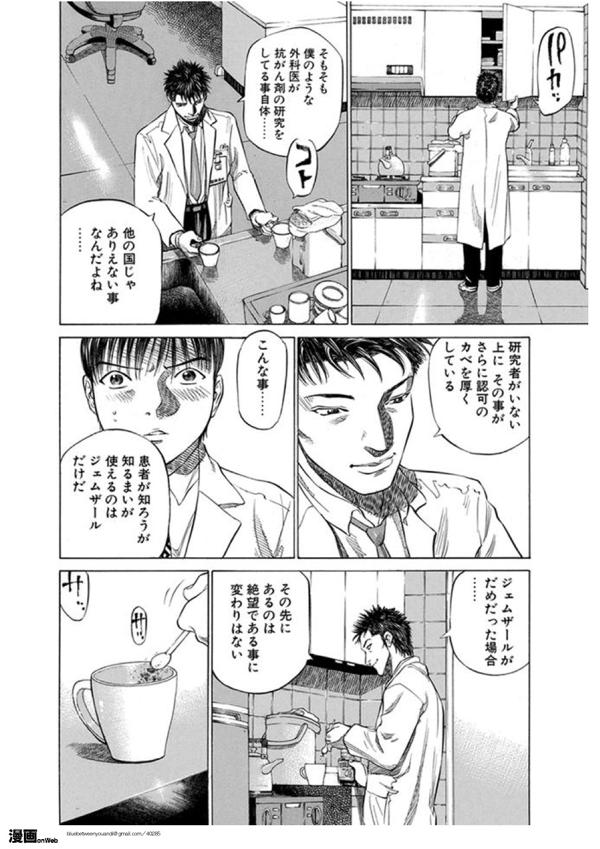 パカッ
そもそも
僕のような
外科医が
抗がん剤の研究を
してる事自体……
コト
他の国じゃ
ありえない事
なんだよね
……
研究者がいない
上に その事が
さらに認可の
カベを厚く
している
こんな事……
患者が知ろうが
知るまいが
使えるのは
ジェムザール
だけだ
ジェムザールが
だめだった場合
その先に
あるのは
絶望である事に
変わりはない
サ…
サ…
漫画 on Web
bluebetweenyouandi@gmail.com/40285